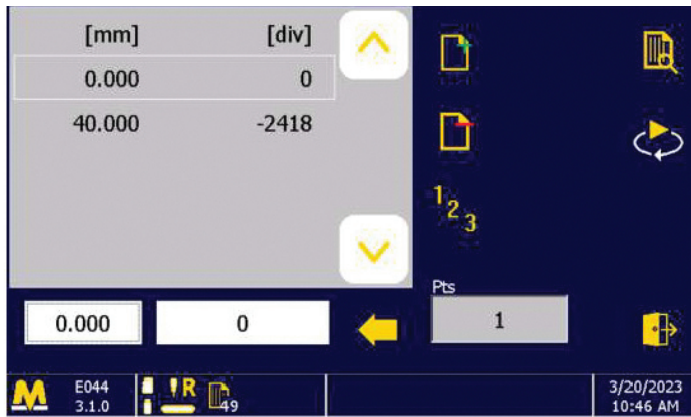 [mm] [div]
0.000 0
40.000 -2418
1 2 3
Pts
0.000 0 1
E044
3.1.0
R
49
3/20/2023
10:46 AM